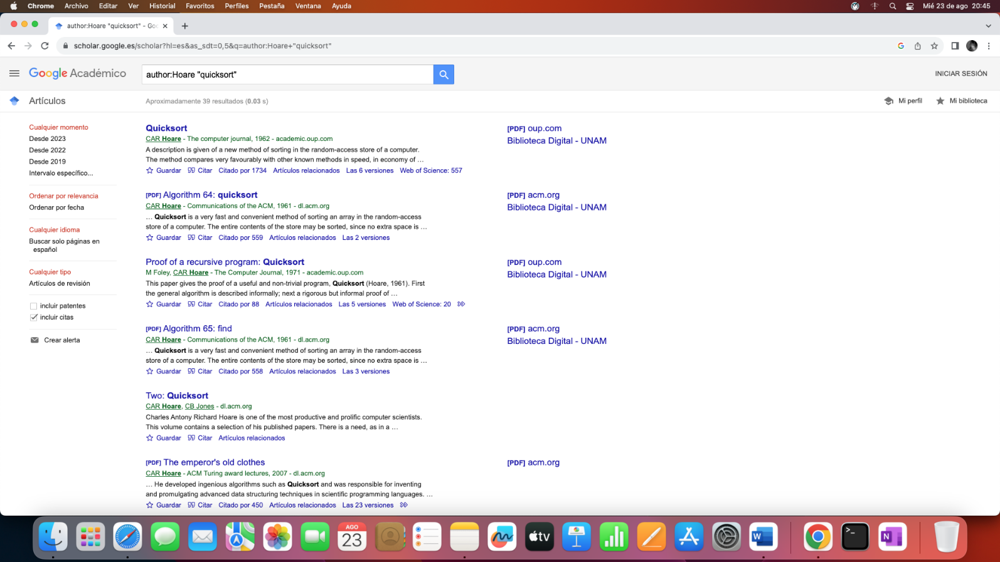 Chrome Archivo Editar Ver Historial Favoritos Perfiles Pestaña Ventana Ayuda Mié 23 de ago 20:45
author:Hoare "quicksort" - Goo
scholar.google.es/scholar?hl=es&as_sdt=0,5&q=author:Hoare+"quicksort"
Google Académico
author:Hoare "quicksort"
INICIAR SESIÓN
Artículos
Aproximadamente 39 resultados (0.03 s)
Mi perfil
Mi biblioteca
Cualquier momento
Desde 2023
Desde 2022
Desde 2019
Intervalo específico...
Ordenar por relevancia
Ordenar por fecha
Cualquier idioma
Buscar solo páginas en
español
Cualquier tipo
Artículos de revisión
incluir patentes
incluir citas
Crear alerta
Quicksort
CAR Hoare - The computer journal, 1962 - academic.oup.com
A description is given of a new method of sorting in the random-access store of a computer.
The method compares very favourably with other known methods in speed, in economy of …
Guardar Citar Citado por 1734 Artículos relacionados Las 6 versiones Web of Science: 557
[PDF] oup.com
Biblioteca Digital - UNAM
[PDF] Algorithm 64: quicksort
CAR Hoare - Communications of the ACM, 1961 - dl.acm.org
… Quicksort is a very fast and convenient method of sorting an array in the random-access
store of a computer. The entire contents of the store may be sorted, since no extra space is …
Guardar Citar Citado por 559 Artículos relacionados Las 2 versiones
[PDF] acm.org
Biblioteca Digital - UNAM
Proof of a recursive program: Quicksort
M Foley, CAR Hoare - The Computer Journal, 1971 - academic.oup.com
This paper gives the proof of a useful and non-trivial program, Quicksort (Hoare, 1961). First
the general algorithm is described informally; next a rigorous but informal proof of …
Guardar Citar Citado por 88 Artículos relacionados Las 5 versiones Web of Science: 20
[PDF] oup.com
Biblioteca Digital - UNAM
[PDF] Algorithm 65: find
CAR Hoare - Communications of the ACM, 1961 - dl.acm.org
… Quicksort is a very fast and convenient method of sorting an array in the random-access
store of a computer. The entire contents of the store may be sorted, since no extra space is …
Guardar Citar Citado por 558 Artículos relacionados Las 3 versiones
[PDF] acm.org
Biblioteca Digital - UNAM
Two: Quicksort
CAR Hoare, CB Jones - dl.acm.org
Charles Antony Richard Hoare is one of the most productive and prolific computer scientists.
This volume contains a selection of his published papers. There is a need, as in a …
Guardar Citar Artículos relacionados
[PDF] The emperor's old clothes
CAR Hoare - ACM Turing award lectures, 2007 - dl.acm.org
… He developed ingenious algorithms such as Quicksort and was responsible for inventing
and promulgating advanced data structuring techniques in scientific programming languages. …
Guardar Citar Citado por 450 Artículos relacionados Las 23 versiones
[PDF] acm.org
AGO
23
tv
W
>_
N